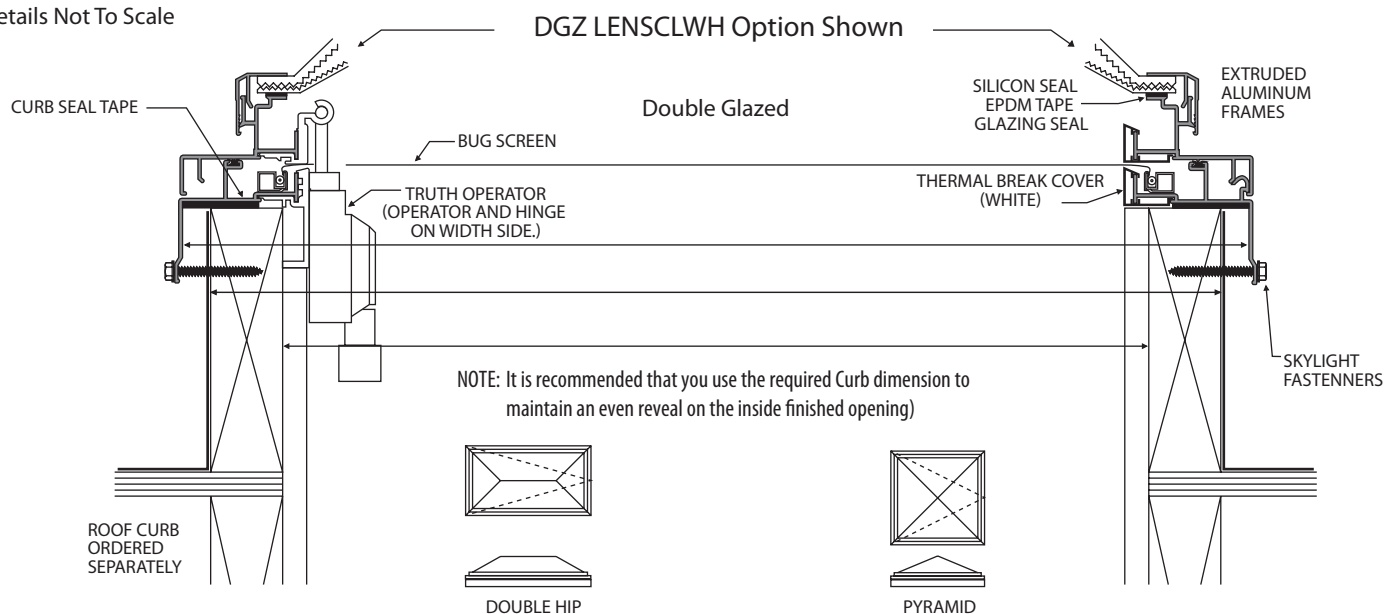 etails Not To Scale
DGZ LENSCLWH Option Shown
CURB SEAL TAPE
Double Glazed
SILICON SEAL
EPDM TAPE
GLAZING SEAL
EXTRUDED
ALUMINUM
FRAMES
BUG SCREEN
TRUTH OPERATOR
(OPERATOR AND HINGE
ON WIDTH SIDE.)
THERMAL BREAK COVER
(WHITE)
SKYLIGHT
FASTENNERS
NOTE: It is recommended that you use the required Curb dimension to
maintain an even reveal on the inside finished opening)
ROOF CURB
ORDERED
SEPARATELY
DOUBLE HIP
PYRAMID